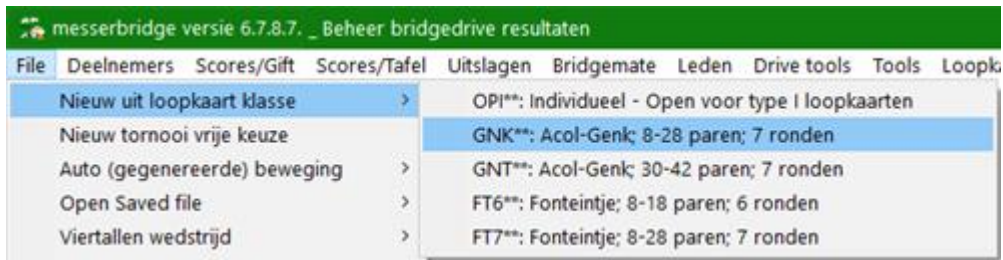 messerbridge versie 6.7.8.7. _ Beheer bridgedrive resultaten
File Deelnemers Scores/Gift Scores/Tafel Uitslagen Bridgemate Leden Drive tools Tools Loopka
Nieuw uit loopkaart klasse >
Nieuw tornooi vrije keuze
Auto (gegenereerde) beweging >
Open Saved file >
Viertallen wedstrijd >
OPI**: Individueel - Open voor type I loopkaarten
GNK**: Acol-Genk; 8-28 paren; 7 ronden
GNT**: Acol-Genk; 30-42 paren; 7 ronden
FT6**: Fonteintje; 8-18 paren; 6 ronden
FT7**: Fonteintje; 8-28 paren; 7 ronden